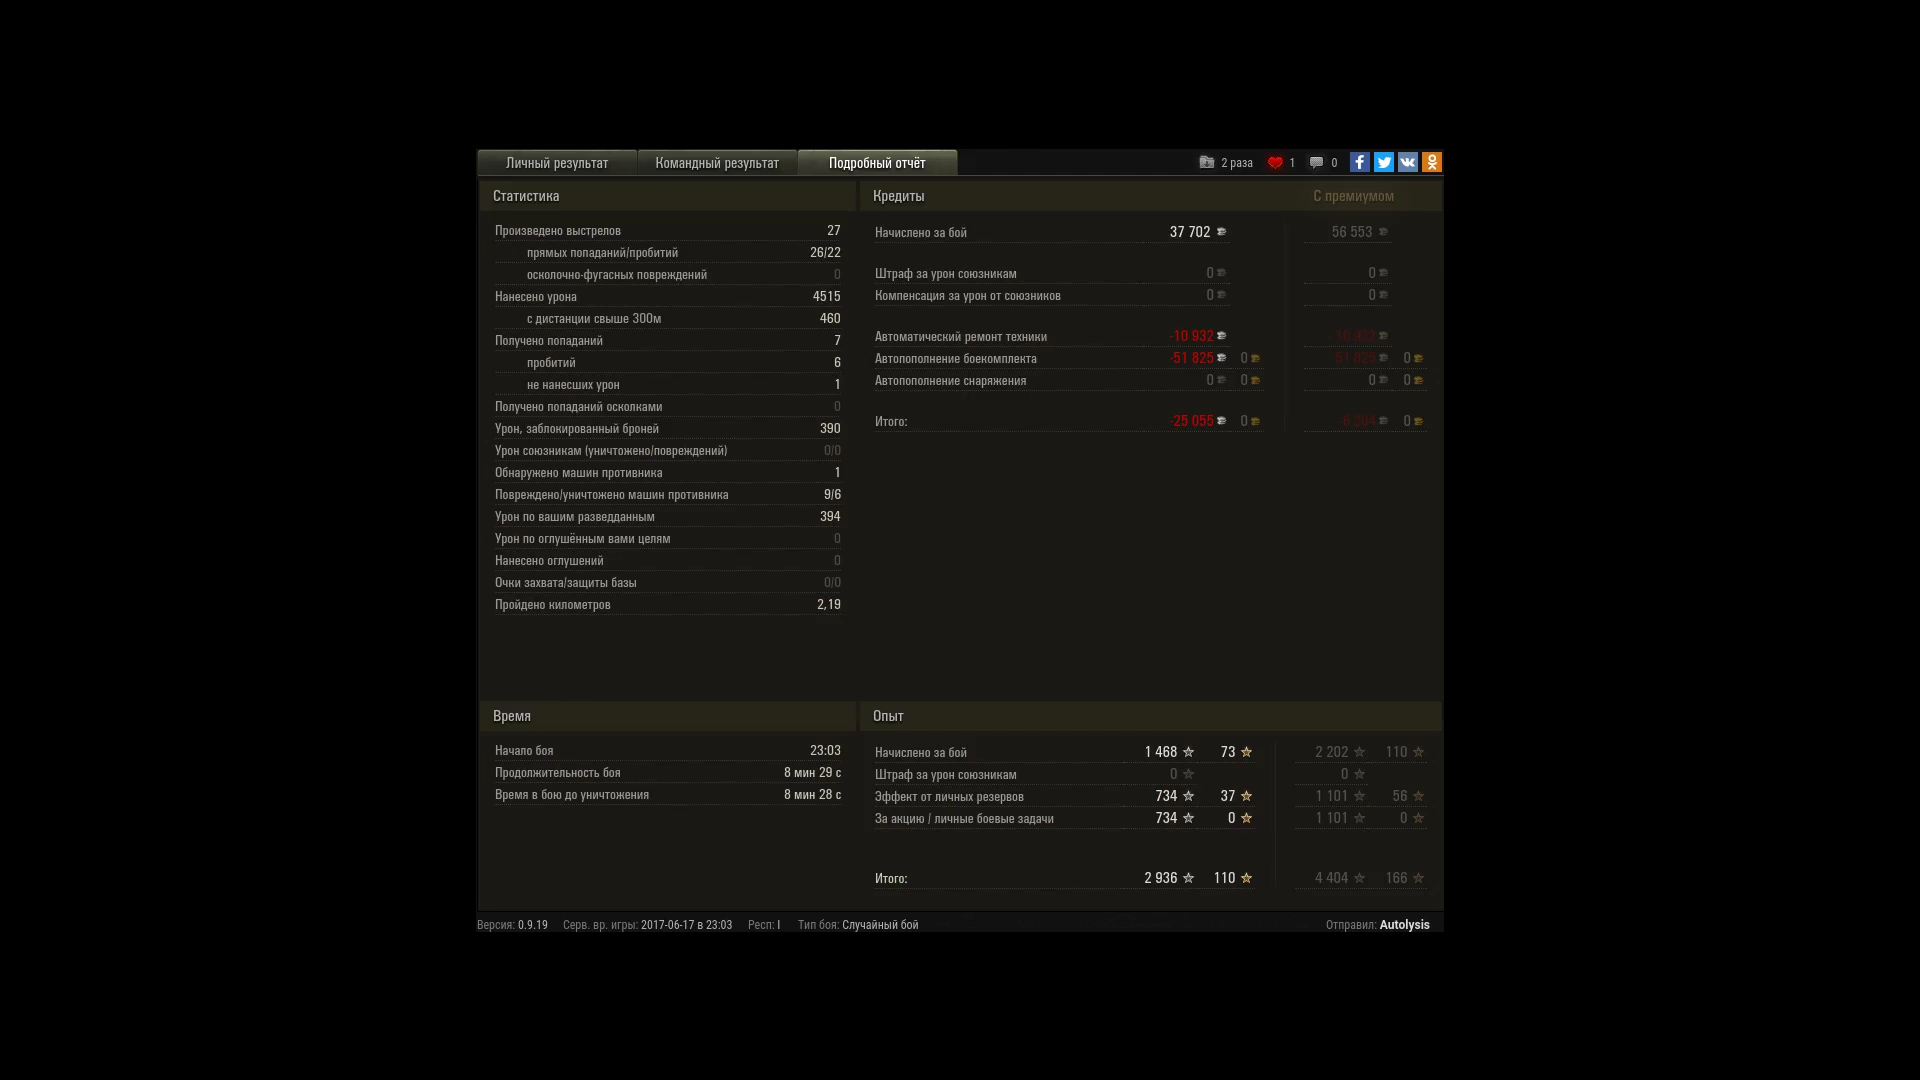 Личный результат Командный результат Подробный отчёт 2 раза 1 0
Статистика
Произведено выстрелов 27
прямых попаданий/пробитий 26/22
осколочно-фугасных повреждений 0
Нанесено урона 4515
с дистанции свыше 300м 460
Получено попаданий 7
пробитий 6
не нанесших урон 1
Получено попаданий осколками 0
Урон, заблокированный броней 390
Урон союзникам (уничтожено/повреждений) 0/0
Обнаружено машин противника 1
Повреждено/уничтожено машин противника 9/6
Урон по вашим разведданным 394
Урон по оглушённым вами целям 0
Нанесено оглушений 0
Очки захвата/защиты базы 0/0
Пройдено километров 2,19
Кредиты С премиумом
Начислено за бой 37 702 56 553
Штраф за урон союзникам 0 0
Компенсация за урон от союзников 0 0
Автоматический ремонт техники -10 932 -10 932
Автопополнение боекомплекта -51 825 0 -51 825 0
Автопополнение снаряжения 0 0 0 0
Итого: -25 055 0 0
Время
Начало боя 23:03
Продолжительность боя 8 мин 29 с
Время в бою до уничтожения 8 мин 28 с
Опыт
Начислено за бой 1 468 73 2 202 110
Штраф за урон союзникам 0 0
Эффект от личных резервов 734 37 1 101 56
За акцию / личные боевые задачи 734 0 1 101 0
Итого: 2 936 110 4 404 166
Версия: 0.9.19 Серв. вр. игры: 2017-06-17 в 23:03 Респ: I Тип боя: Случайный бой Отправил: Autolysis